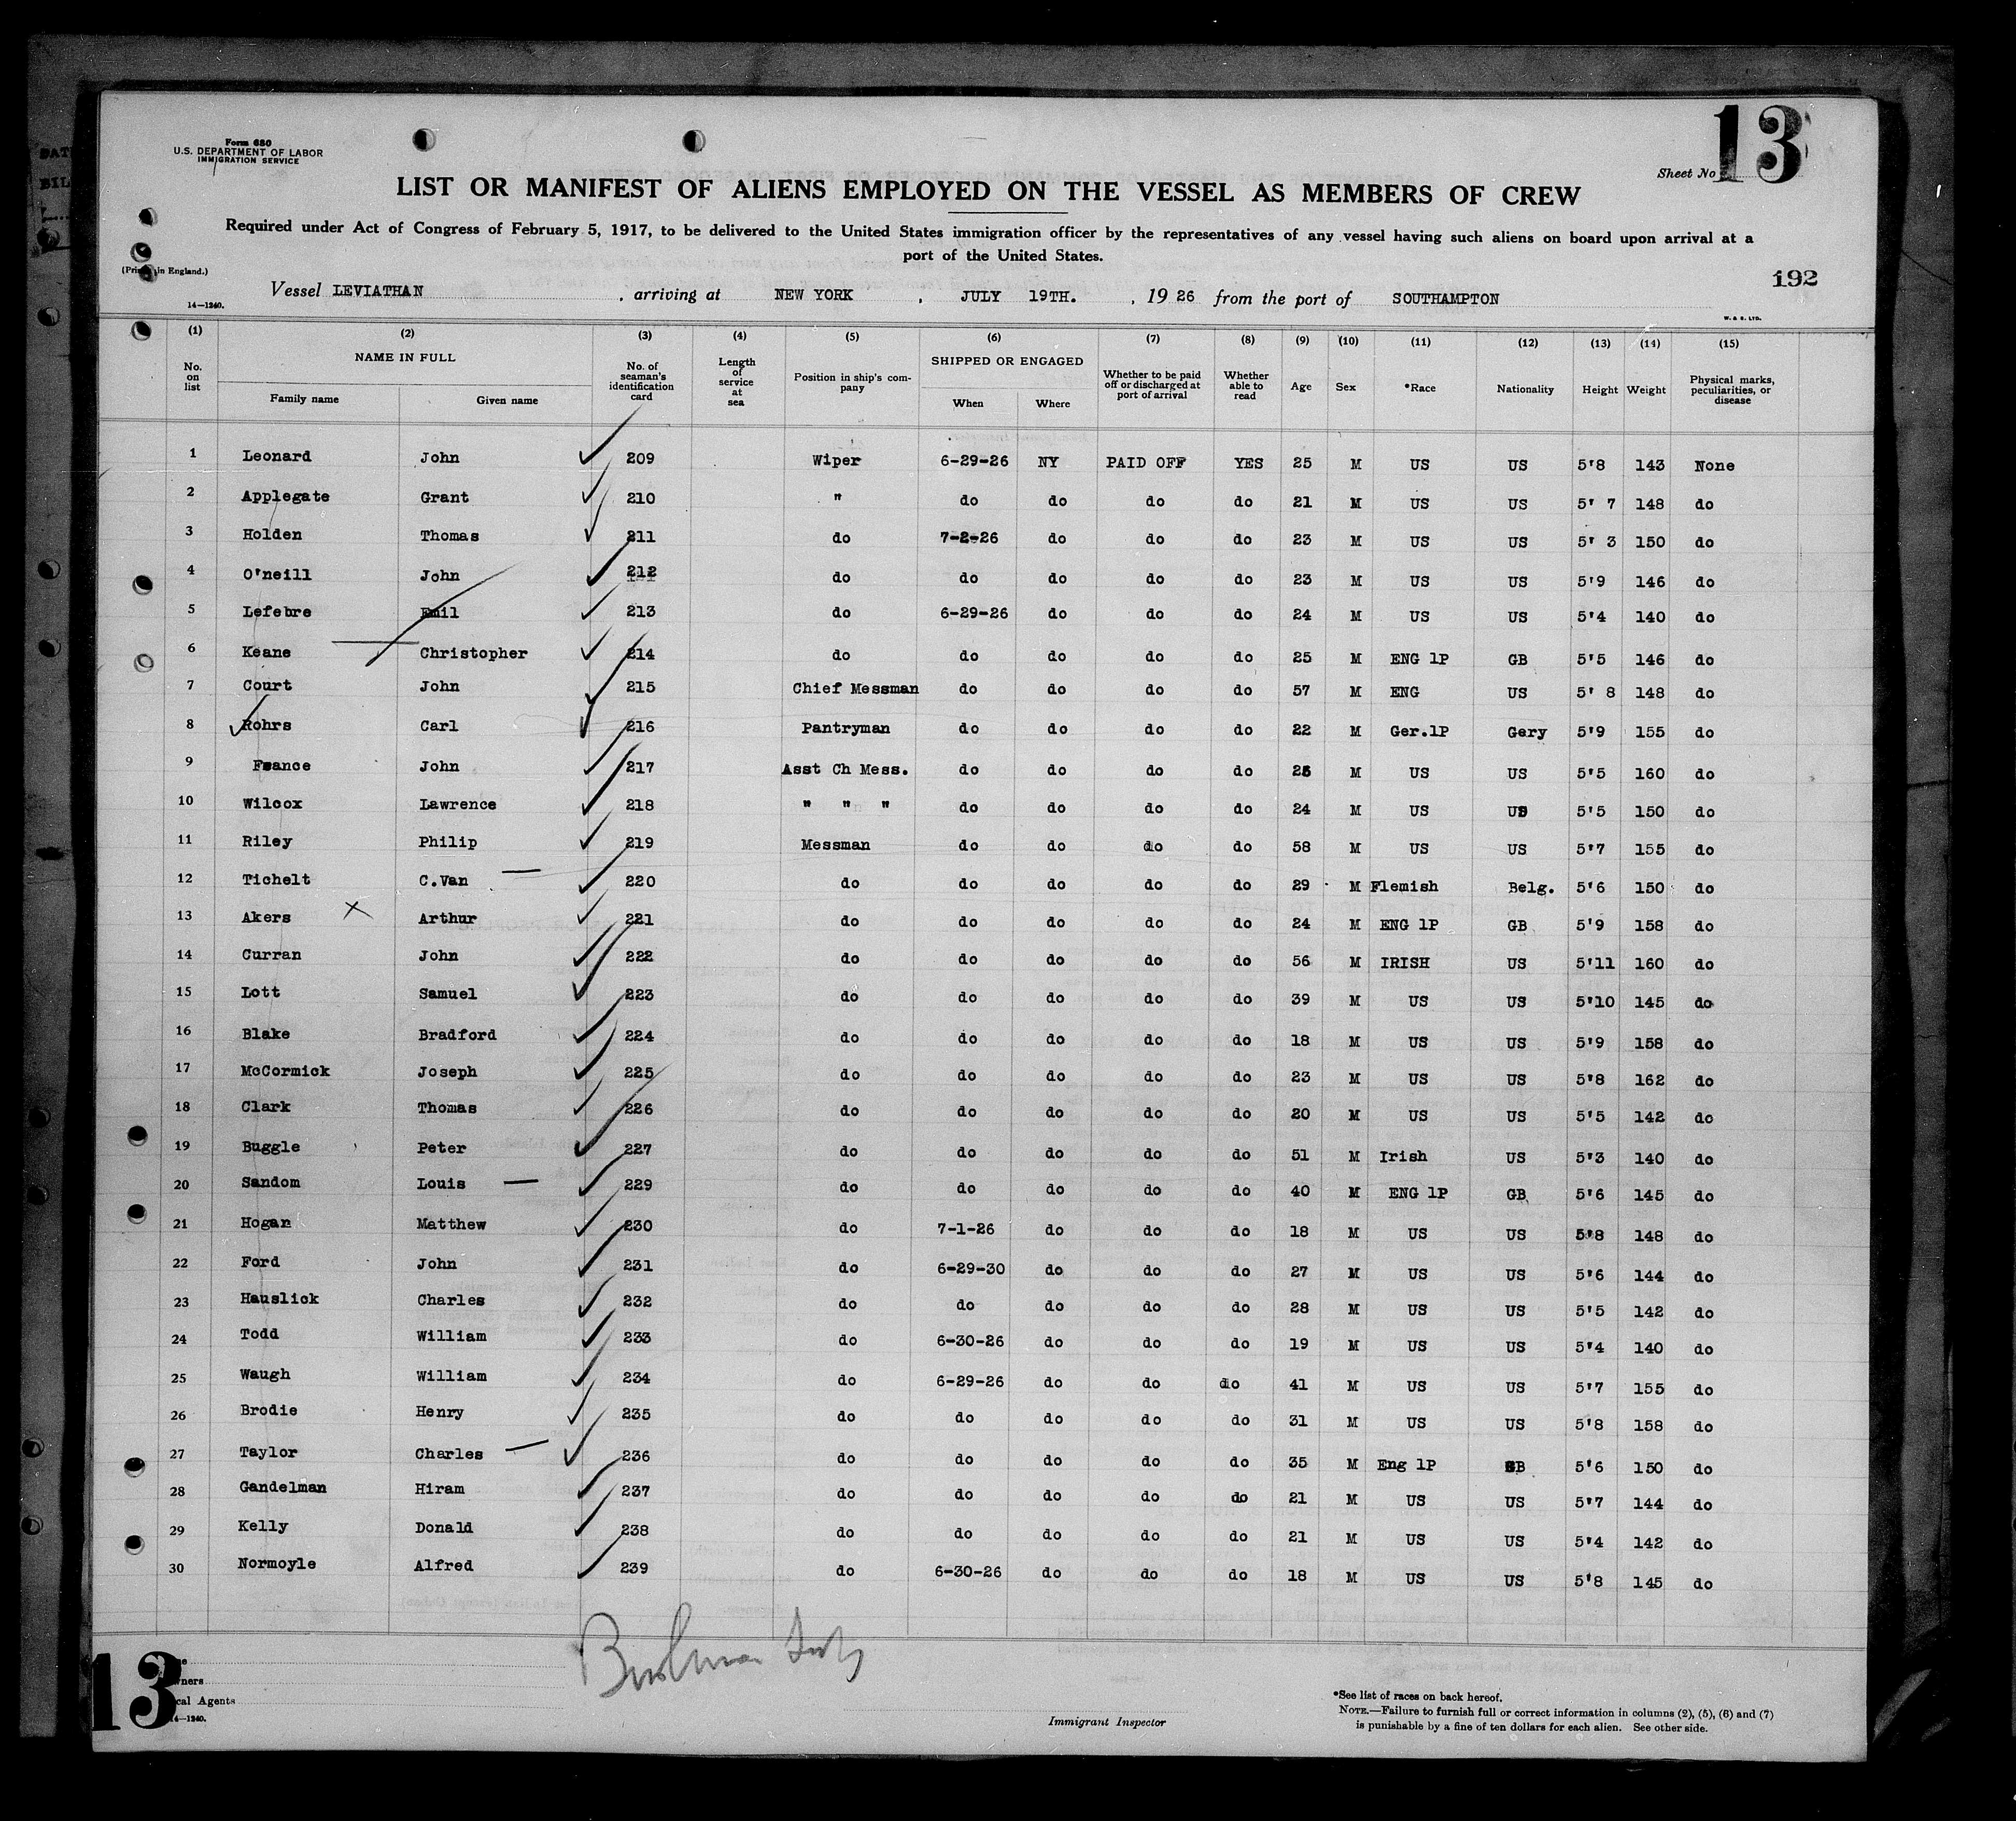 Form 680
U.S. DEPARTMENT OF LABOR
IMMIGRATION SERVICE
13
Sheet No
LIST OR MANIFEST OF ALIENS EMPLOYED ON THE VESSEL AS MEMBERS OF CREW
Required under Act of Congress of February 5, 1917, to be delivered to the United States immigration officer by the representatives of any vessel having such aliens on board upon arrival at a
port of the United States.
in England.)
192
14—1240.
Vessel LEVIATHAN , arriving at NEW YORK , JULY 19TH. , 19 26 from the port of SOUTHAMPTON
W. & S. LTD.
(1) (2) (3) (4) (5) (6) (7) (8) (9) (10) (11) (12) (13) (14) (15)
No. on list NAME IN FULL Family name Given name No. of seaman's identification card Length of service at sea Position in ship's com- pany SHIPPED OR ENGAGED When Where Whether to be paid off or discharged at port of arrival Whether able to read Age Sex *Race Nationality Height Weight Physical marks, peculiarities, or disease
1 Leonard John 209 Wiper 6-29-26 NY PAID OFF YES 25 M US US 5'8 143 None
2 Applegate Grant 210 " do do do do 21 M US US 5' 7 148 do
3 Holden Thomas 211 do 7-2-26 do do do 23 M US US 5' 3 150 do
4 O'neill John 212 do do do do do 23 M US US 5'9 146 do
5 Lefebre Emil 213 do 6-29-26 do do do 24 M US US 5'4 140 do
6 Keane Christopher 214 do do do do do 25 M ENG 1P GB 5'5 146 do
7 Court John 215 Chief Messman do do do do 57 M ENG US 5' 8 148 do
8 Rohrs Carl 216 Pantryman do do do do 22 M Ger.1P Gery 5'9 155 do
9 John 217 Asst Ch Mess. do do do do M US US 5'5 160 do
10 Wilcox Lawrence 218 " " " do do do do 24 M US US 5'5 150 do
11 Riley Philip 219 Messman do do do do 58 M US US 5'7 155 do
12 Tichelt C.Van 220 do do do do do 29 M Flemish Belg. 5'6 150 do
13 Akers Arthur 221 do do do do do 24 M ENG 1P GB 5'9 158 do
14 Curran John 222 do do do do do 56 M IRISH US 5'11 160 do
15 Lott Samuel 223 do do do do do 39 M US US 5'10 145 do
16 Blake Bradford 224 do do do do do 18 M US US 5'9 158 do
17 McCormick Joseph 225 do do do do do 23 M US US 5'8 162 do
18 Clark Thomas 226 do do do do do 20 M US US 5'5 142 do
19 Buggle Peter 227 do do do do do 51 M Irish US 5'3 140 do
20 Sandom Louis 229 do do do do do 40 M ENG 1P GB 5'6 145 do
21 Hogan Matthew 230 do 7-1-26 do do do 18 M US US 5'8 148 do
22 Ford John 231 do 6-29-30 do do do 27 M US US 5'6 144 do
23 Hauslick Charles 232 do do do do do 28 M US US 5'5 142 do
24 Todd William 233 do 6-30-26 do do do 19 M US US 5'4 140 do
25 Waugh William 234 do 6-29-26 do do do 41 M US US 5'7 155 do
26 Brodie Henry 235 do do do do do 31 M US US 5'8 158 do
27 Taylor Charles 236 do do do do do 35 M Eng 1P GB 5'6 150 do
28 Gandelman Hiram 237 do do do do do 21 M US US 5'7 144 do
29 Kelly Donald 238 do do do do do 21 M US US 5'4 142 do
30 Normoyle Alfred 239 do 6-30-26 do do do 18 M US US 5'8 145 do
13
Agents
14—1240.
Immigrant Inspector
*See list of races on back hereof.
NOTE.—Failure to furnish full or correct information in columns (2), (5), (6) and (7)
is punishable by a fine of ten dollars for each alien. See other side.